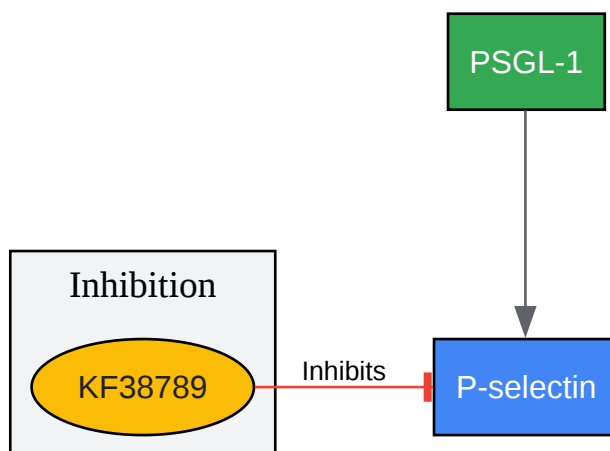 PSGL-1
Inhibition
KF38789
Inhibits
P-selectin